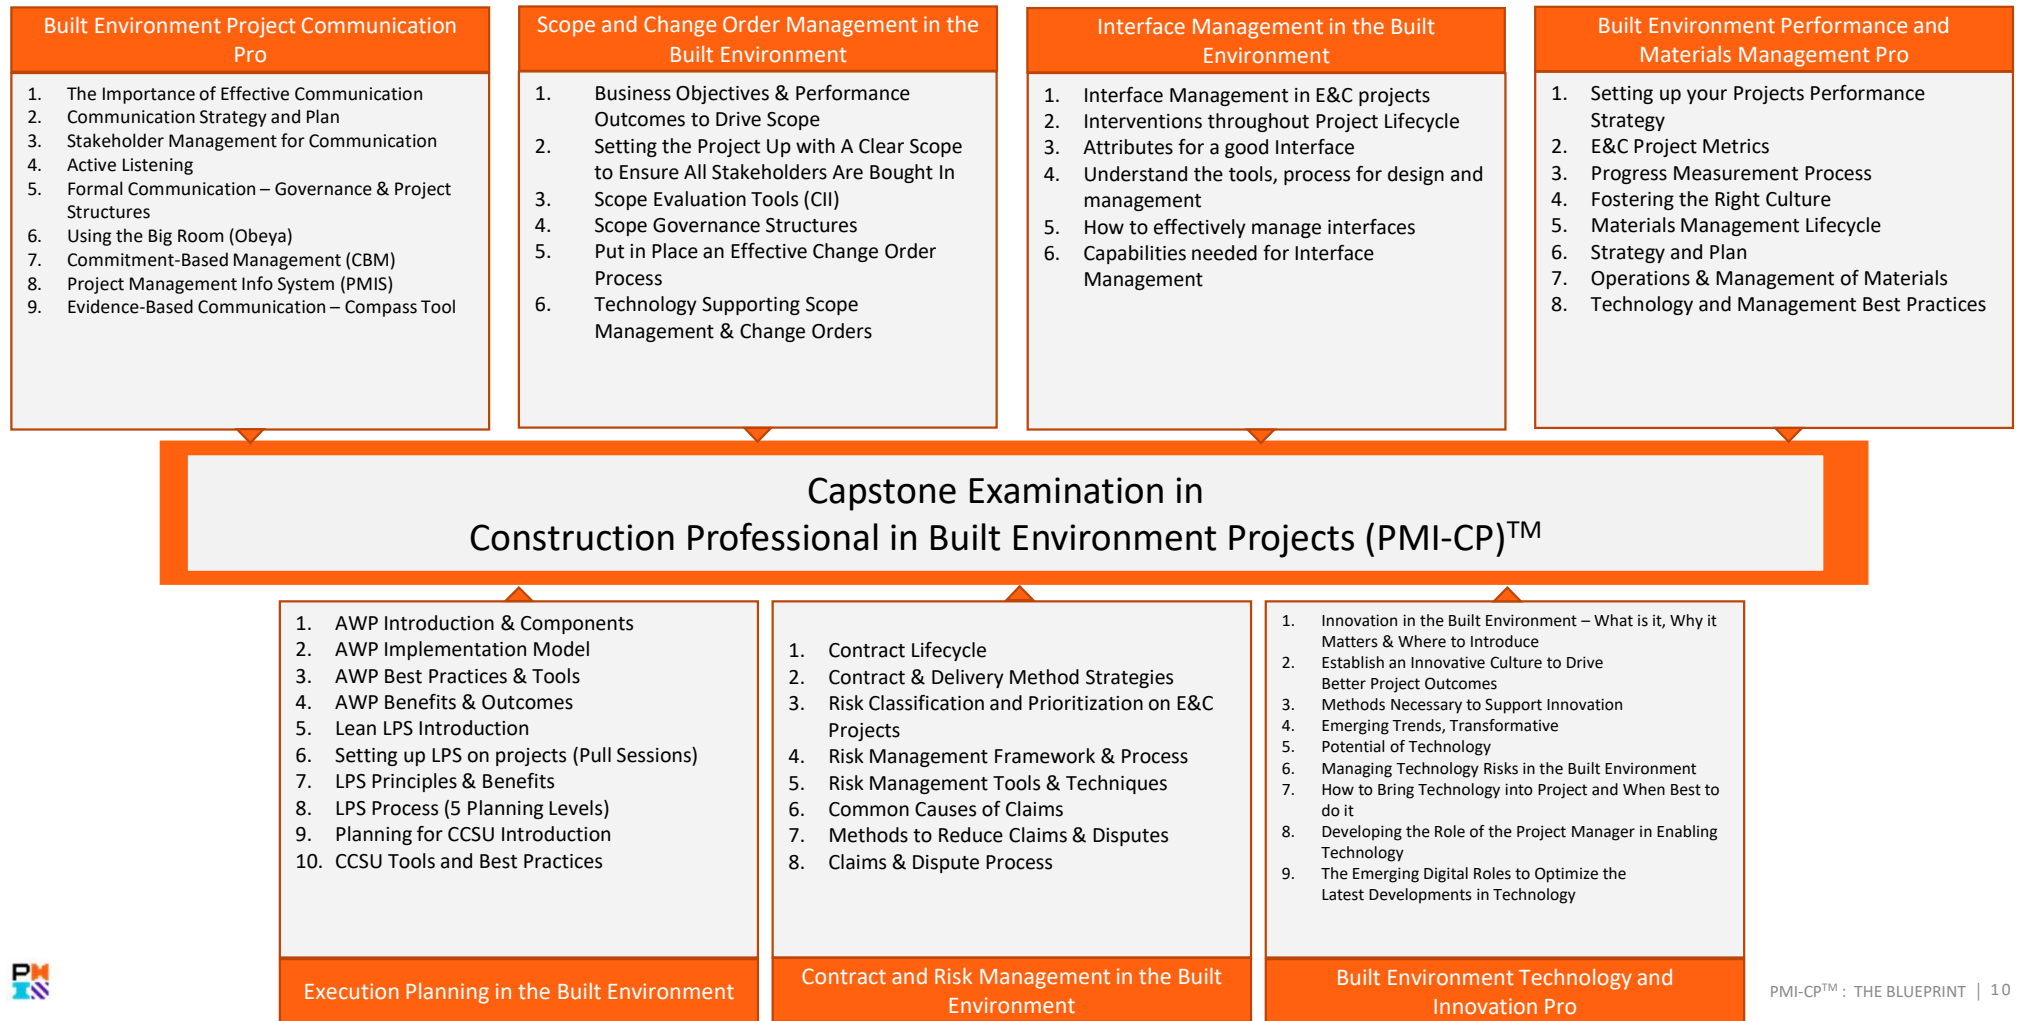 Built Environment Project Communication
Pro
1. The Importance of Effective Communication
2. Communication Strategy and Plan
3. Stakeholder Management for Communication
4. Active Listening
5. Formal Communication – Governance & Project
Structures
6. Using the Big Room (Obeya)
7. Commitment-Based Management (CBM)
8. Project Management Info System (PMIS)
9. Evidence-Based Communication – Compass Tool
Scope and Change Order Management in the
Built Environment
1. Business Objectives & Performance
Outcomes to Drive Scope
2. Setting the Project Up with A Clear Scope
to Ensure All Stakeholders Are Bought In
3. Scope Evaluation Tools (CII)
4. Scope Governance Structures
5. Put in Place an Effective Change Order
Process
6. Technology Supporting Scope
Management & Change Orders
Interface Management in the Built
Environment
1. Interface Management in E&C projects
2. Interventions throughout Project Lifecycle
3. Attributes for a good Interface
4. Understand the tools, process for design and
management
5. How to effectively manage interfaces
6. Capabilities needed for Interface
Management
Built Environment Performance and
Materials Management Pro
1. Setting up your Projects Performance
Strategy
2. E&C Project Metrics
3. Progress Measurement Process
4. Fostering the Right Culture
5. Materials Management Lifecycle
6. Strategy and Plan
7. Operations & Management of Materials
8. Technology and Management Best Practices
Capstone Examination in
Construction Professional in Built Environment Projects (PMI-CP)TM
1. AWP Introduction & Components
2. AWP Implementation Model
3. AWP Best Practices & Tools
4. AWP Benefits & Outcomes
5. Lean LPS Introduction
6. Setting up LPS on projects (Pull Sessions)
7. LPS Principles & Benefits
8. LPS Process (5 Planning Levels)
9. Planning for CCSU Introduction
10. CCSU Tools and Best Practices
Execution Planning in the Built Environment
1. Contract Lifecycle
2. Contract & Delivery Method Strategies
3. Risk Classification and Prioritization on E&C
Projects
4. Risk Management Framework & Process
5. Risk Management Tools & Techniques
6. Common Causes of Claims
7. Methods to Reduce Claims & Disputes
8. Claims & Dispute Process
Contract and Risk Management in the Built
Environment
1. Innovation in the Built Environment – What is it, Why it
Matters & Where to Introduce
2. Establish an Innovative Culture to Drive
Better Project Outcomes
3. Methods Necessary to Support Innovation
4. Emerging Trends, Transformative
5. Potential of Technology
6. Managing Technology Risks in the Built Environment
7. How to Bring Technology into Project and When Best to
do it
8. Developing the Role of the Project Manager in Enabling
Technology
9. The Emerging Digital Roles to Optimize the
Latest Developments in Technology
Built Environment Technology and
Innovation Pro
PMI-CPTM : THE BLUEPRINT | 10